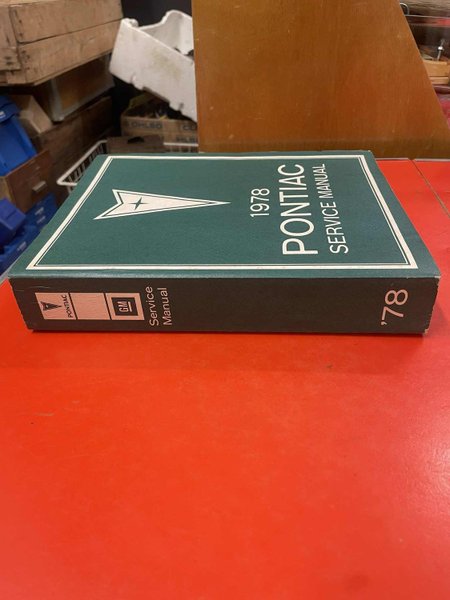 1978
PONTIAC
SERVICE MANUAL
PONTIAC
GM
Service
Manual
'78